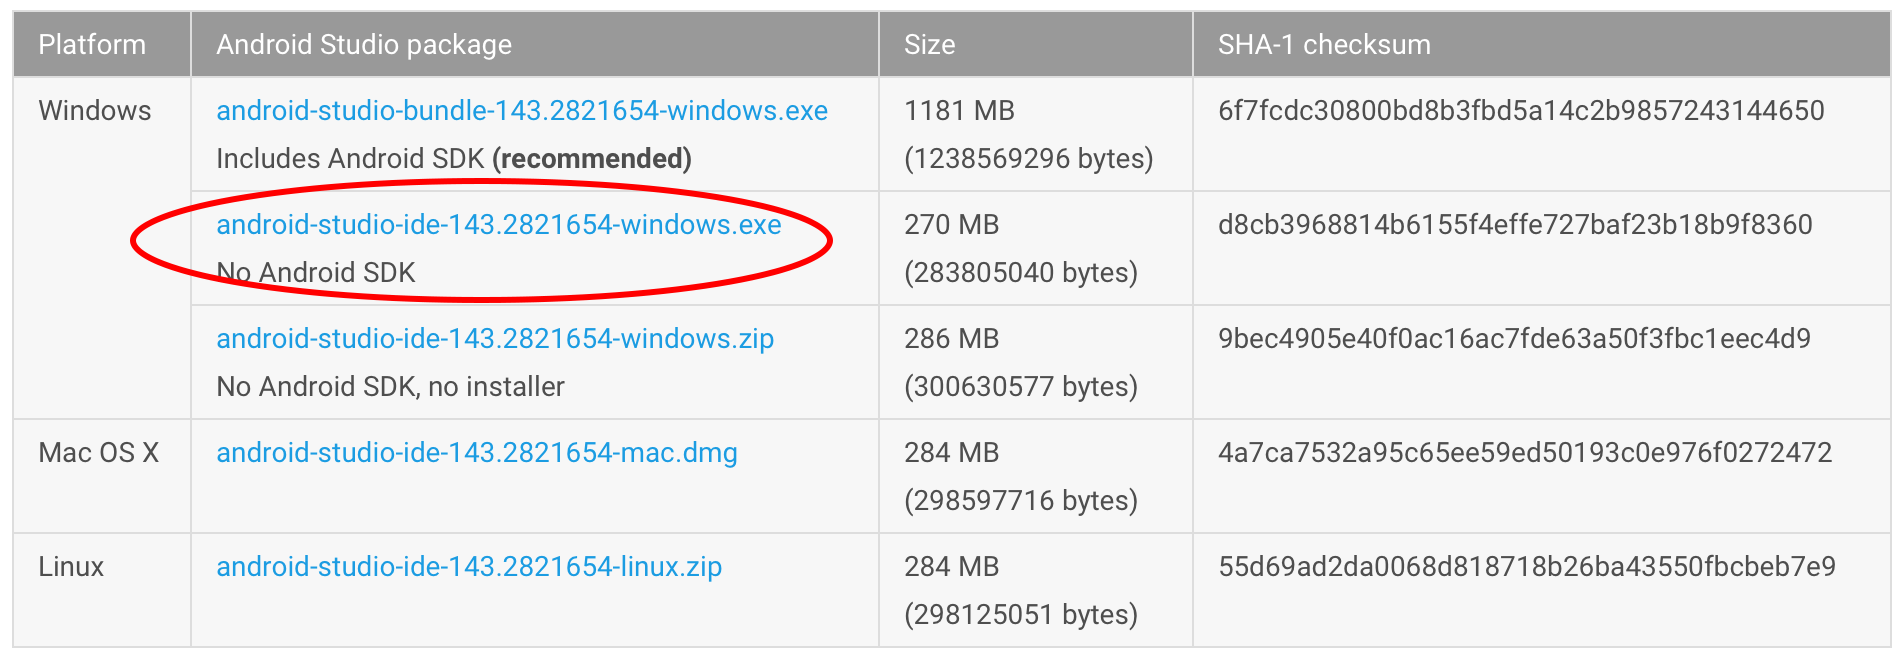 Platform Android Studio package Size SHA-1 checksum
Windows android-studio-bundle-143.2821654-windows.exe 1181 MB 6f7fcdc30800bd8b3fbd5a14c2b9857243144650
Includes Android SDK (recommended) (1238569296 bytes)
android-studio-ide-143.2821654-windows.exe 270 MB d8cb3968814b6155f4effe727baf23b18b9f8360
No Android SDK (283805040 bytes)
android-studio-ide-143.2821654-windows.zip 286 MB 9bec4905e40f0ac16ac7fde63a50f3fbc1eec4d9
No Android SDK, no installer (300630577 bytes)
Mac OS X android-studio-ide-143.2821654-mac.dmg 284 MB 4a7ca7532a95c65ee59ed50193c0e976f0272472
(298597716 bytes)
Linux android-studio-ide-143.2821654-linux.zip 284 MB 55d69ad2da0068d818718b26ba43550fbcbeb7e9
(298125051 bytes)